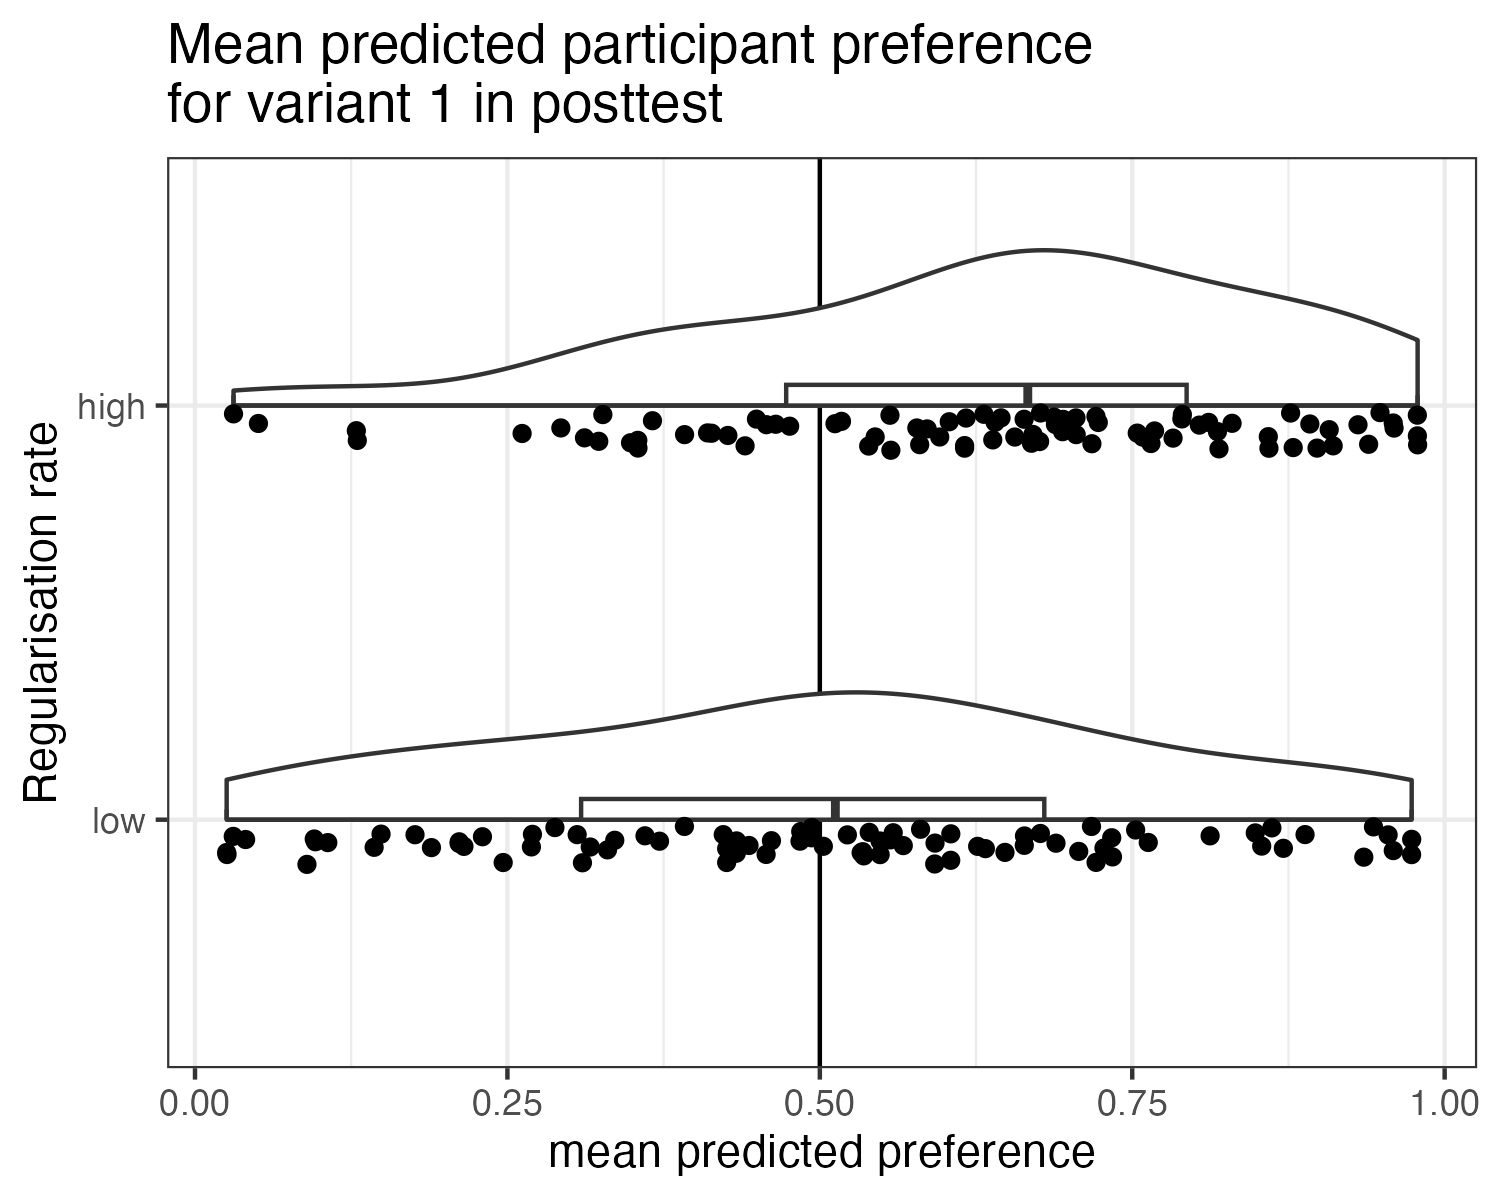 Mean predicted participant preference
for variant 1 in posttest
Regularisation rate
high
low
0.00
0.25
0.50
0.75
1.00
mean predicted preference